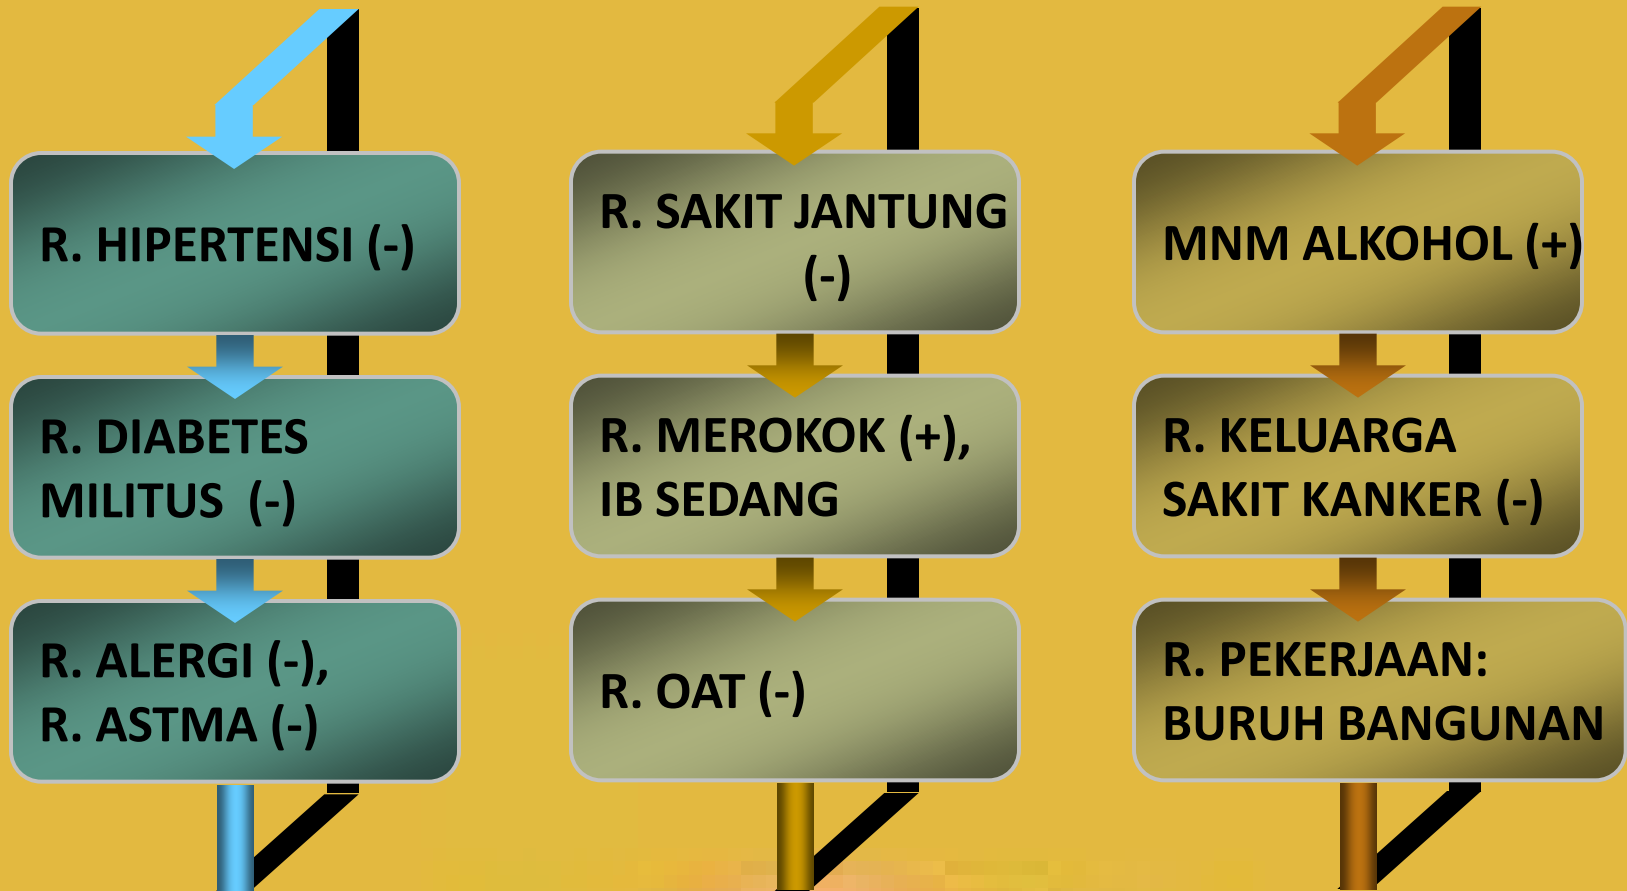 R. HIPERTENSI (-)
R. DIABETES
MILITUS (-)
R. ALERGI (-),
R. ASTMA (-)
R. SAKIT JANTUNG
(-)
R. MEROKOK (+),
IB SEDANG
R. OAT (-)
MNM ALKOHOL (+)
R. KELUARGA
SAKIT KANKER (-)
R. PEKERJAAN:
BURUH BANGUNAN